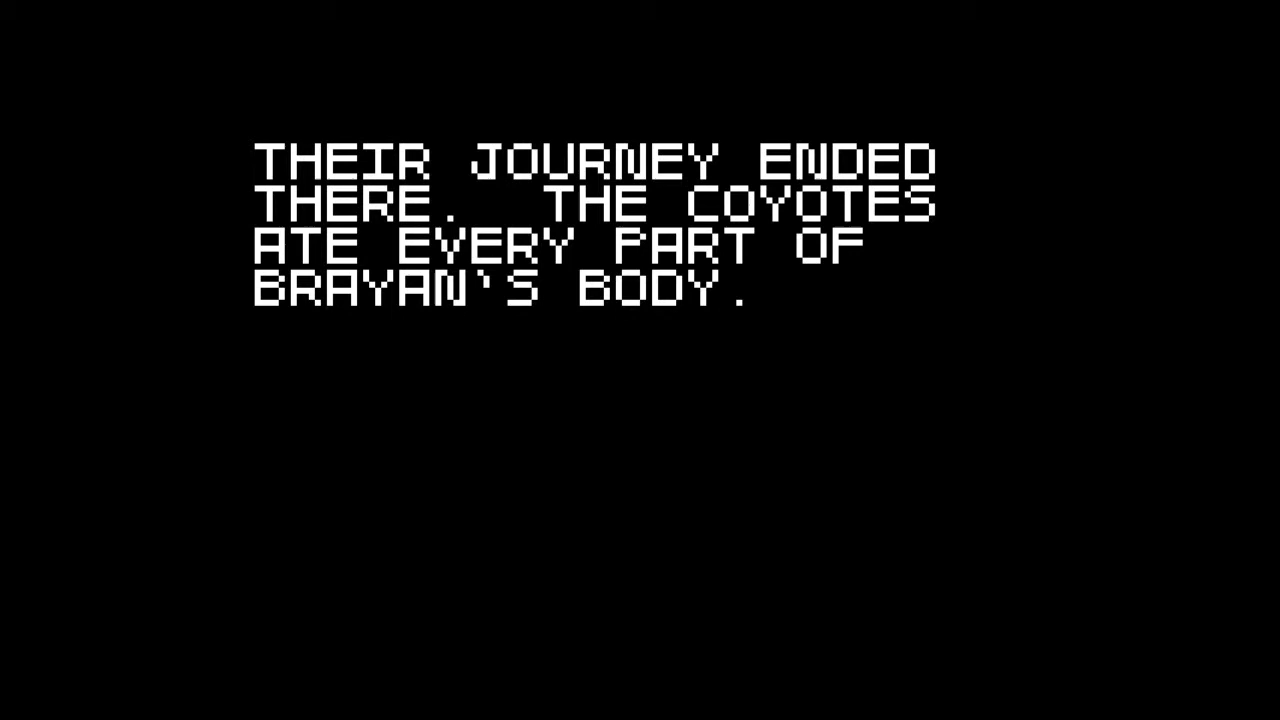 THEIR JOURNEY ENDED
THERE.  THE COYOTES
ATE EVERY PART OF
BRAYAN'S BODY.